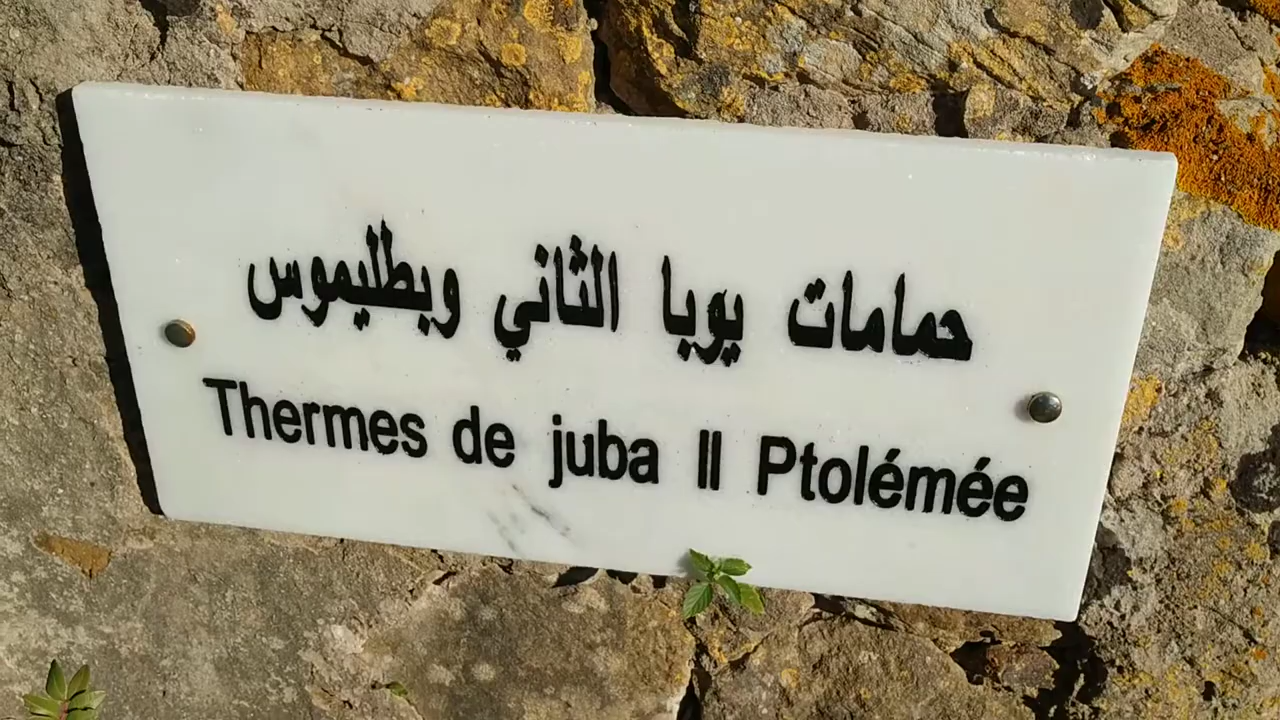 حمامات يوبا الثاني وبطليموس
Thermes de juba II Ptolémée